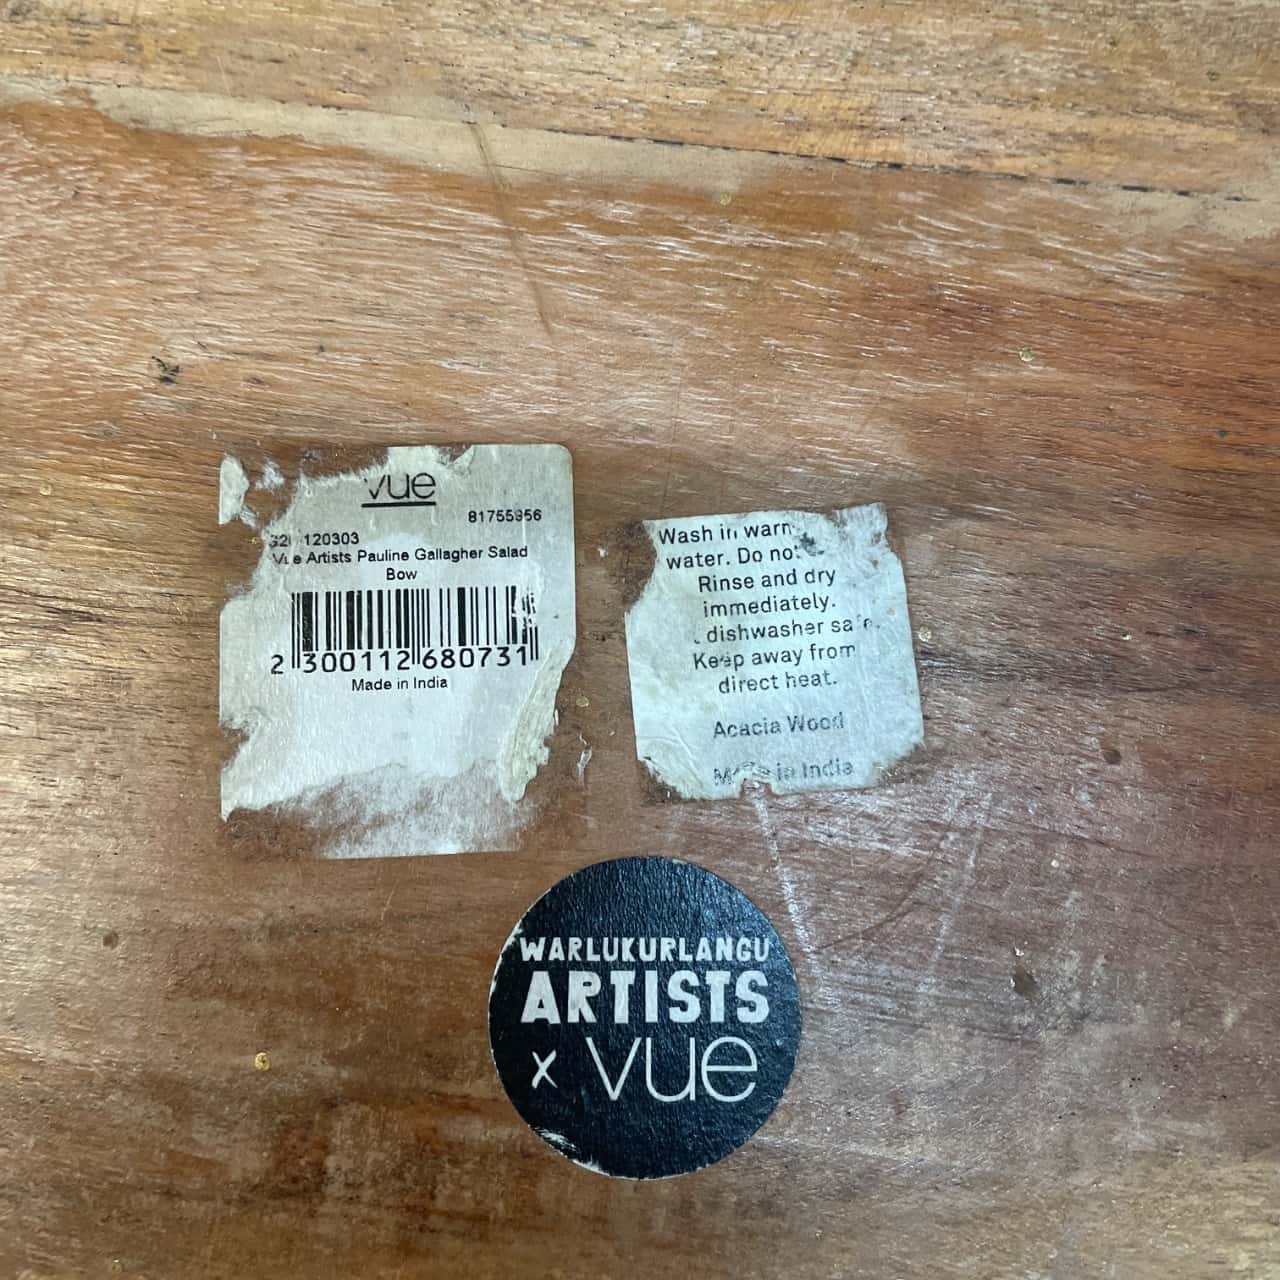 vue
81755956
120303
Vue Artists Pauline Gallagher Salad
Bow
2 300112 680731
Made in India
Wash in warm
water. Do not
Rinse and dry
immediately.
dishwasher safe.
Keep away from
direct heat.
Acacia Wood
Made in India
WARLUKURLANGU
ARTISTS
x vue